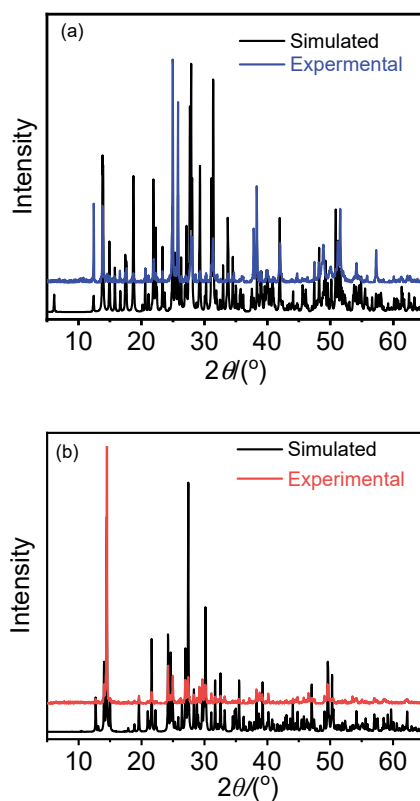 (a)
Simulated
Expermental
Intensity
10 20 30 40 50 60
2θ/(°)
(b)
Simulated
Experimental
Intensity
10 20 30 40 50 60
2θ/(°)